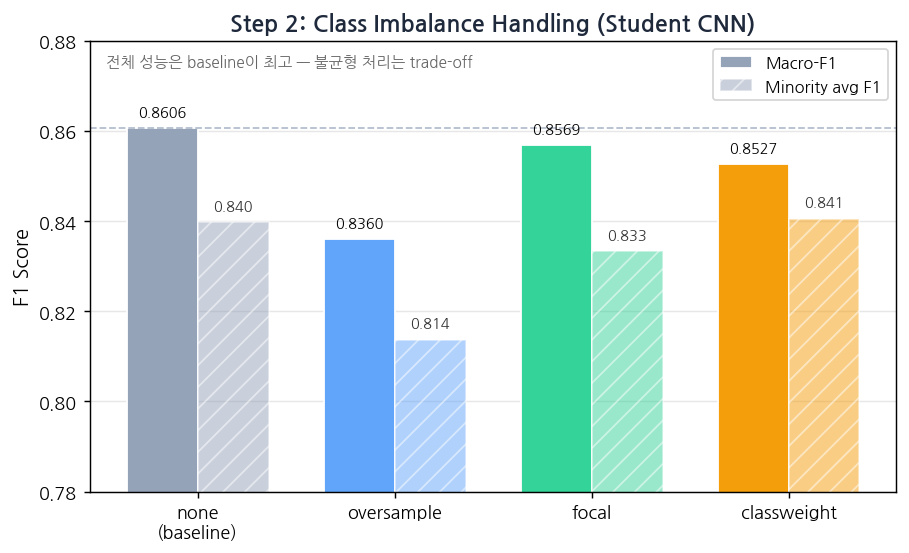 Step 2: Class Imbalance Handling (Student CNN)
전체 성능은 baseline이 최고 — 불균형 처리는 trade-off
Macro-F1
Minority avg F1
F1 Score
0.88
0.86
0.84
0.82
0.80
0.78
0.8606
0.840
0.8360
0.814
0.8569
0.833
0.8527
0.841
none
(baseline)
oversample
focal
classweight